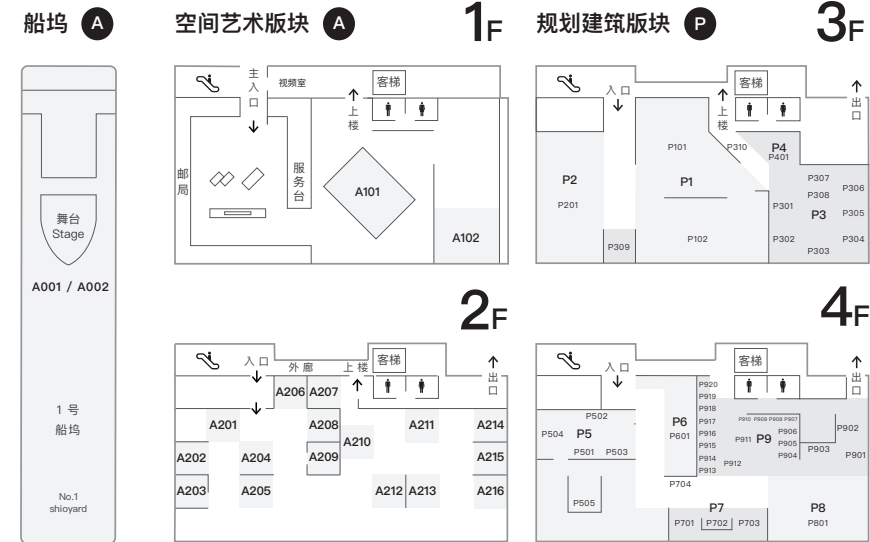 船坞 A
舞台
Stage
A001 / A002
1 号
船坞
No.1
shioyard
空间艺术版块 A
1F
主入口
视频室
客梯
上楼
邮局
服务台
A101
A102
2F
入口
外廊
上楼
客梯
出口
A206 A207
A201
A208
A211
A214
A210
A202
A204
A209
A215
A203
A205
A212 A213
A216
规划建筑版块 P
3F
入口
客梯
出口
上楼
P101
P310
P4
P401
P2
P1
P307
P308
P306
P201
P301
P3
P305
P309
P102
P302
P304
P303
4F
入口
客梯
出口
P920
P919
P918
P917
P916
P915
P914
P913
P502
P504
P5
P501 P503
P505
P6
P601
P704
P910 P909 P908 P907
P911
P9
P906
P905
P904
P912
P902
P903
P901
P7
P701 P702 P703
P8
P801